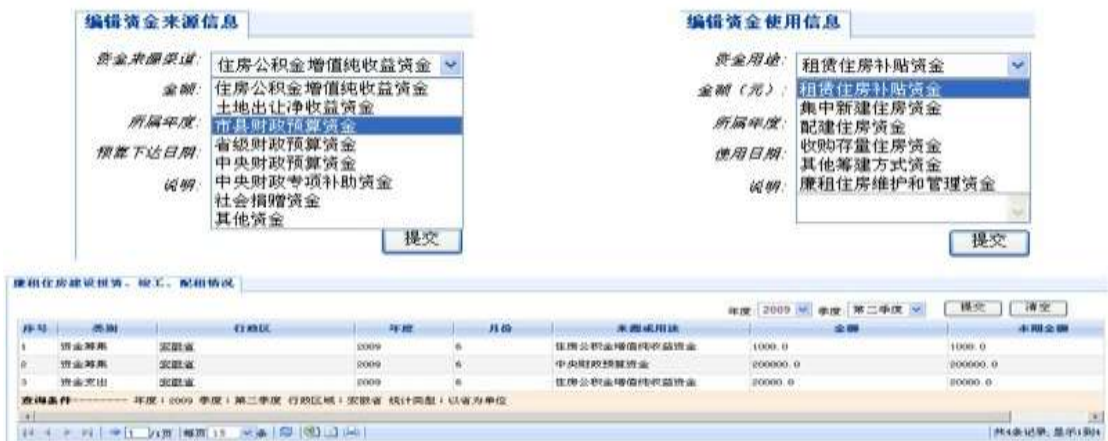 编辑资金来源信息
资金来源渠道: 住房公积金增值纯收益资金
金额: 住房公积金增值纯收益资金
土地出让净收益资金
所属年度: 市县财政预算资金
省级财政预算资金
预算下达日期: 中央财政预算资金
中央财政专项补助资金
说明: 社会捐赠资金
其他资金
提交
编辑资金使用信息
资金用途: 租赁住房补贴资金
金额（元）: 租赁住房补贴资金
集中新建住房资金
所属年度: 配建住房资金
收购存量住房资金
使用日期: 其他筹建方式资金
说明: 廉租住房维护和管理资金
提交
廉租住房建设投资、竣工、配租情况
年度 2009 季度 第二季度 提交 清空
序号 类别 行政区 年度 月份 来源或用途 金额 本期金额
1 资金筹集 安徽省 2009 6 住房公积金增值纯收益资金 1000.0 1000.0
2 资金筹集 安徽省 2009 6 中央财政预算资金 200000.0 200000.0
3 资金支出 安徽省 2009 6 住房公积金增值纯收益资金 20000.0 20000.0
查询条件-------- 年度：2009 季度：第二季度 行政区域：安徽省 统计类型：以省为单位
1 /1页 每页 15 条 共4条记录,显示1到4